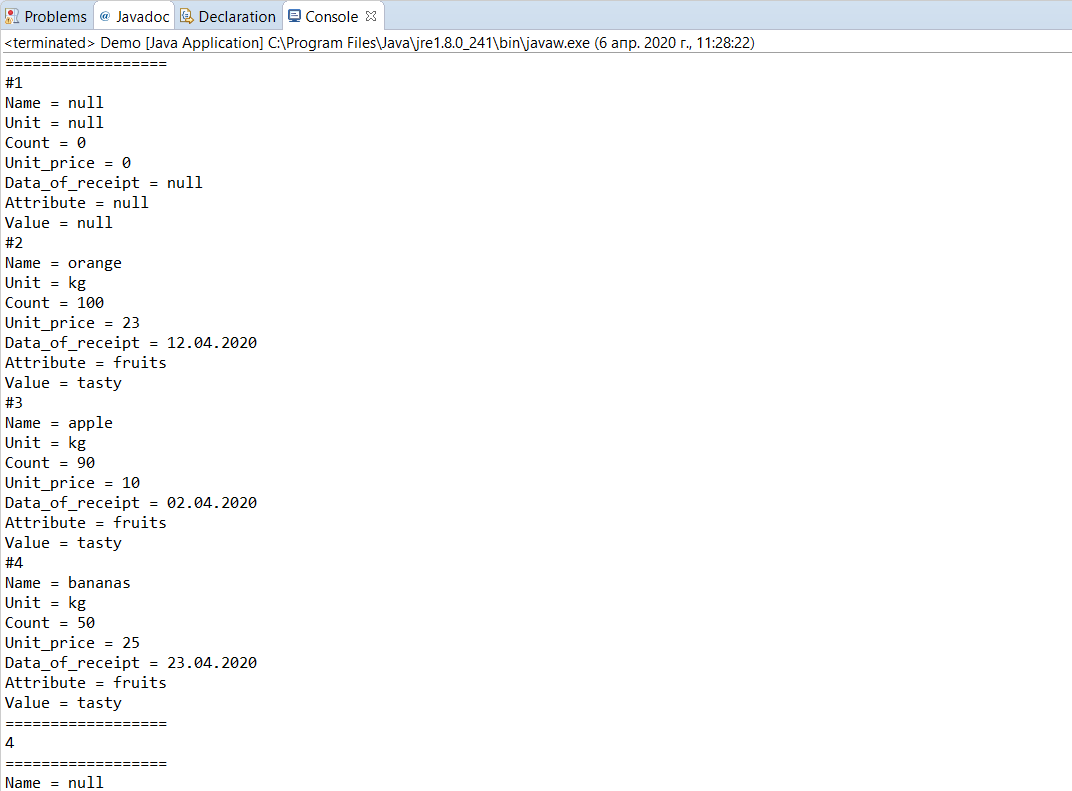 Problems @ Javadoc Declaration Console
<terminated> Demo [Java Application] C:\Program Files\Java\jre1.8.0_241\bin\javaw.exe (6 апр. 2020 г., 11:28:22)
==================
#1
Name = null
Unit = null
Count = 0
Unit_price = 0
Data_of_receipt = null
Attribute = null
Value = null
#2
Name = orange
Unit = kg
Count = 100
Unit_price = 23
Data_of_receipt = 12.04.2020
Attribute = fruits
Value = tasty
#3
Name = apple
Unit = kg
Count = 90
Unit_price = 10
Data_of_receipt = 02.04.2020
Attribute = fruits
Value = tasty
#4
Name = bananas
Unit = kg
Count = 50
Unit_price = 25
Data_of_receipt = 23.04.2020
Attribute = fruits
Value = tasty
==================
4
==================
Name = null